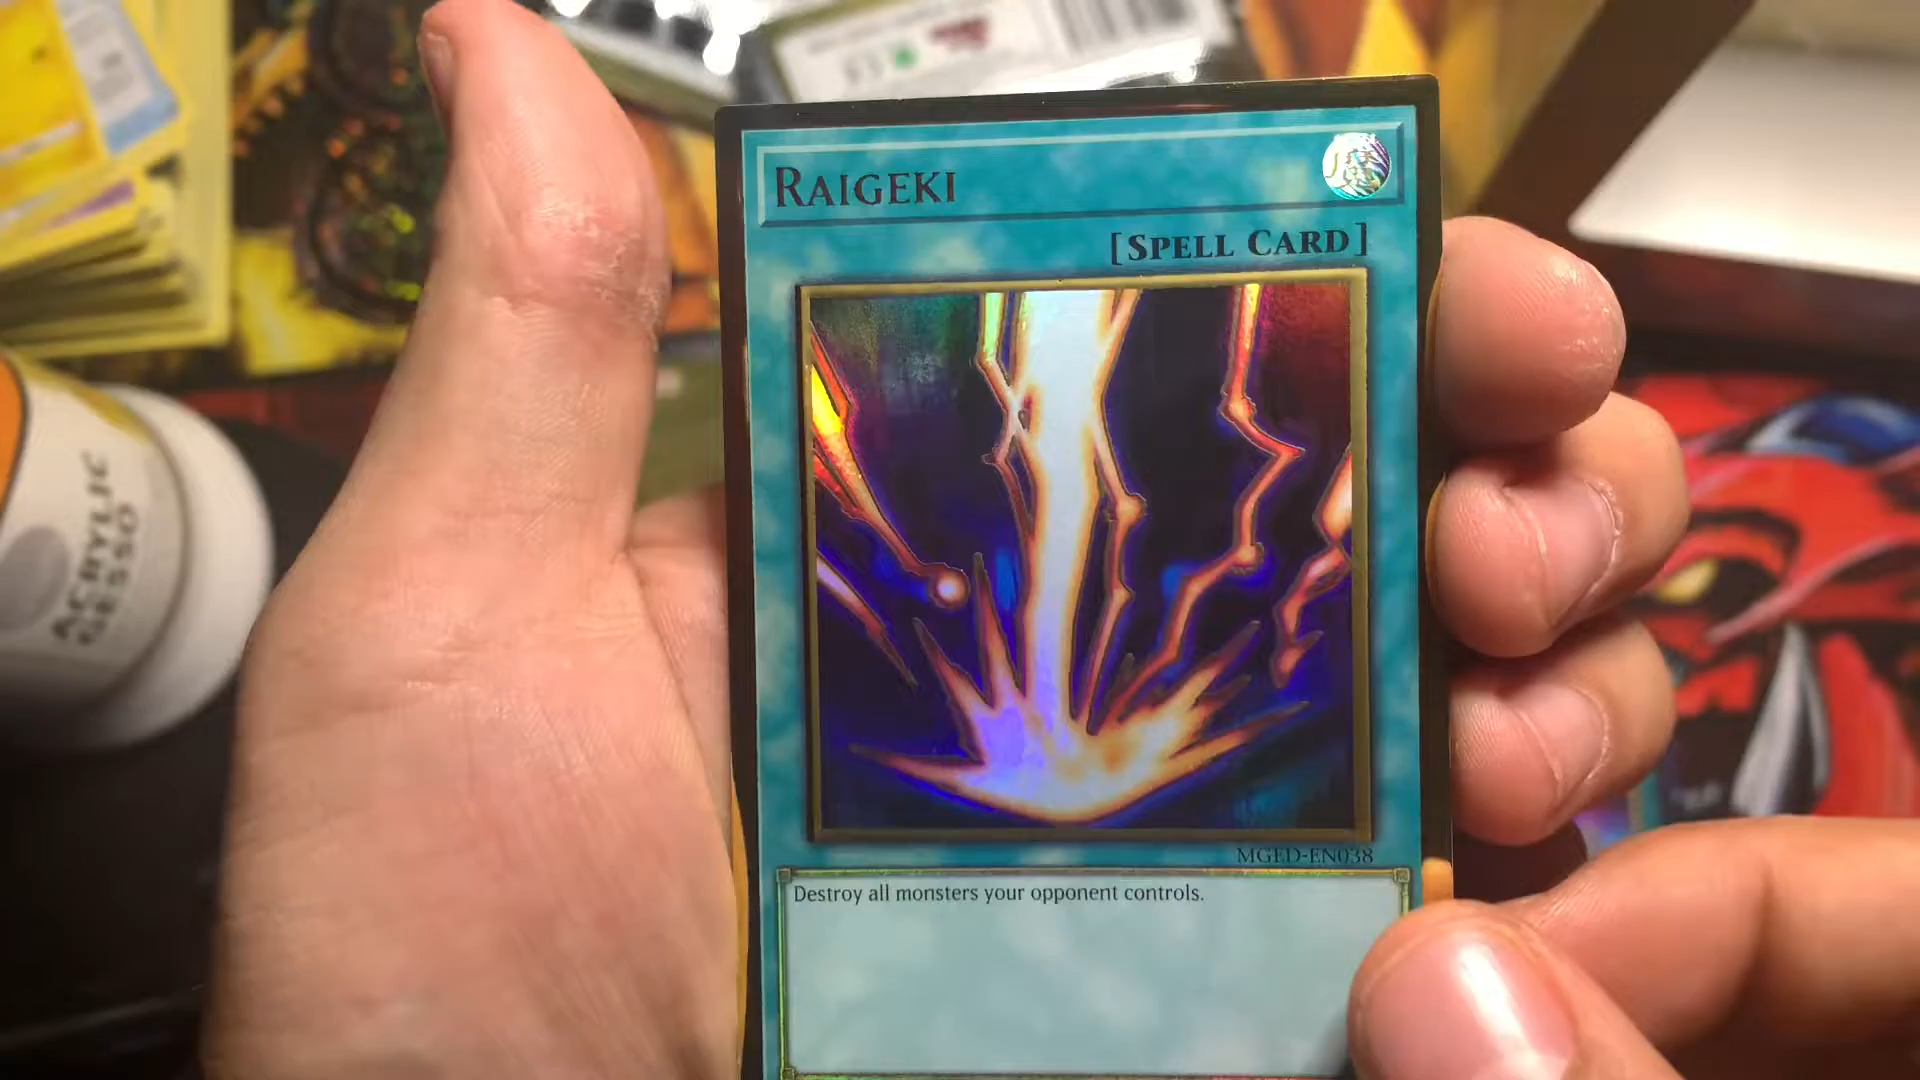 RAIGEKI
[SPELL CARD]
MGED-EN038
Destroy all monsters your opponent controls.
ACRYLIC
GESSO